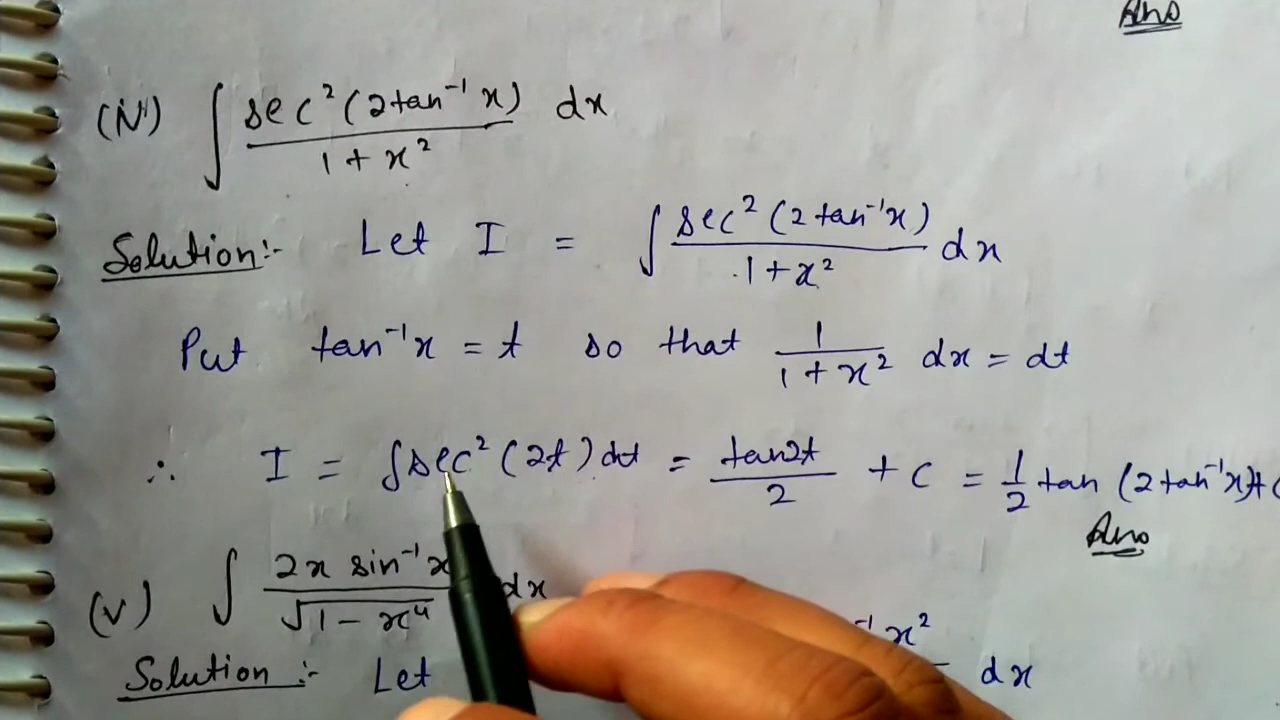 Ans
(iv) ∫ sec²(2tan⁻¹x) / 1+x² dx
Solution:- Let I = ∫ sec²(2tan⁻¹x) / 1+x² dx
Put tan⁻¹x = t so that 1 / 1+x² dx = dt
∴ I = ∫sec²(2t)dt = tan2t / 2 + C = 1/2 tan (2tan⁻¹x)+C
Ans
(v) ∫ 2x sin⁻¹x / √1-x⁴ dx
Solution:- Let ⁻¹x² dx